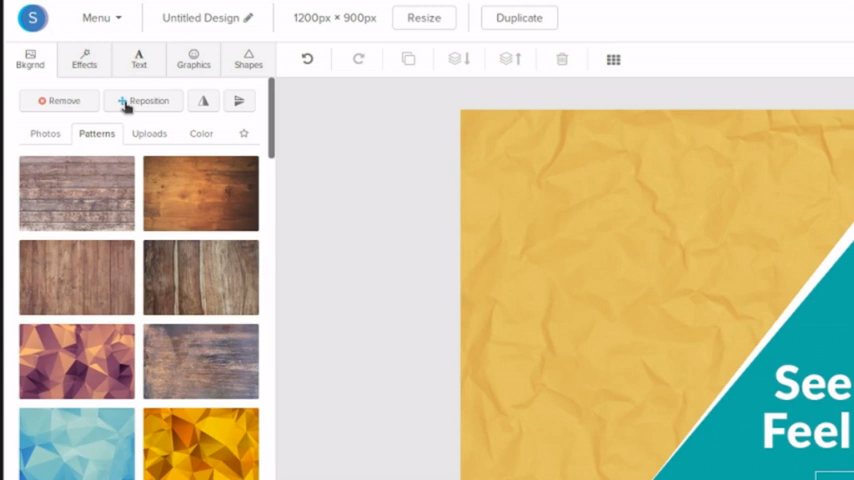 S Menu Untitled Design 1200px × 900px Resize Duplicate
Bkgrnd Effects Text Graphics Shapes
Remove Reposition
Photos Patterns Uploads Color
See
Feel